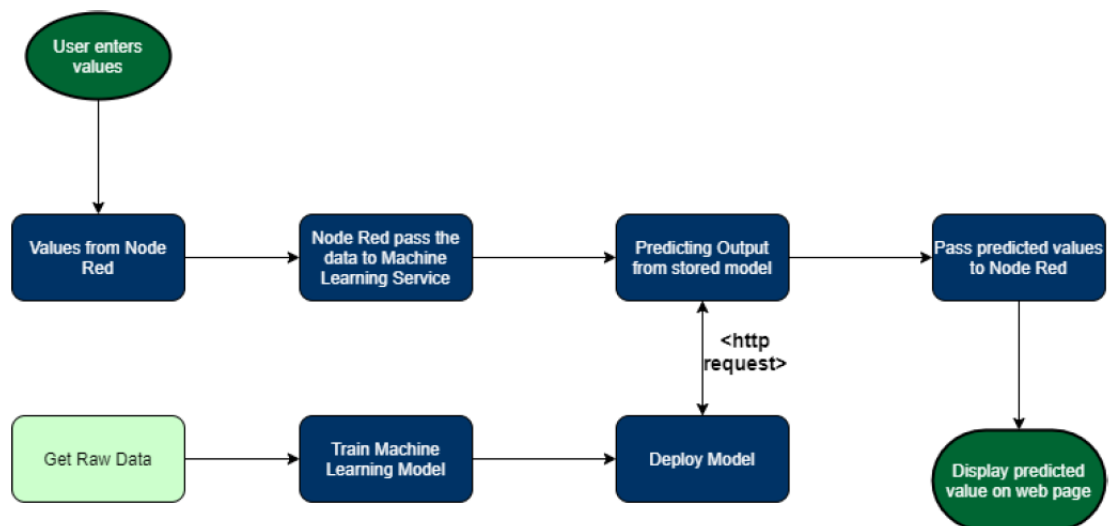 User enters
values
Values from Node
Red
Node Red pass the
data to Machine
Learning Service
Predicting Output
from stored model
Pass predicted values
to Node Red
<http
request>
Get Raw Data
Train Machine
Learning Model
Deploy Model
Display predicted
value on web page